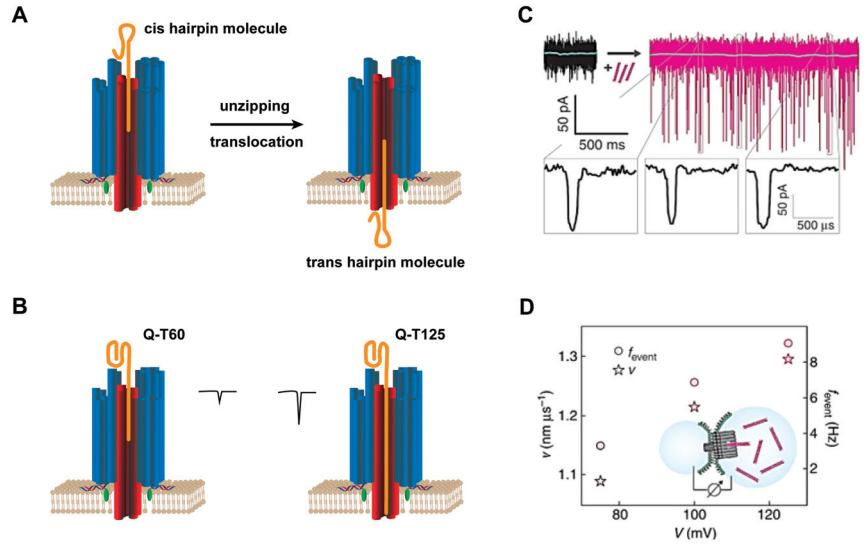 A
cis hairpin molecule
unzipping
translocation
trans hairpin molecule
B
Q-T60
Q-T125
C
+
50 pA
500 ms
50 pA
500 µs
D
1.3
1.2
1.1
v (nm µs⁻¹)
f_event
v
8
6
4
2
f_event (Hz)
80
100
120
V (mV)